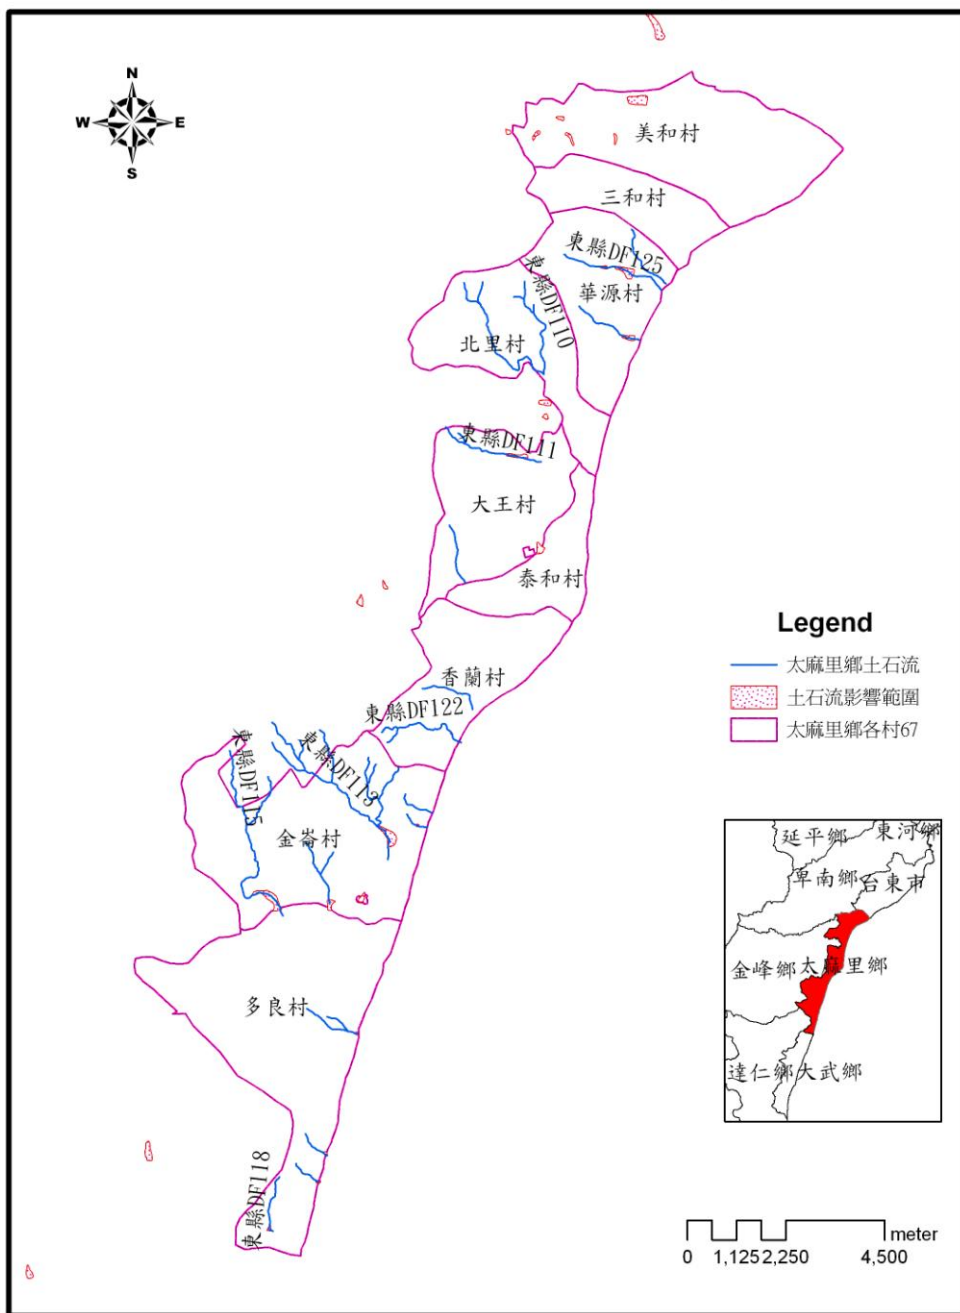 N
W
E
S
美和村
三和村
東縣DF125
東縣DF110
華源村
北里村
東縣DF111
大王村
泰和村
香蘭村
東縣DF122
東縣DF113
東縣DF115
金崙村
多良村
東縣DF118
Legend
太麻里鄉土石流
土石流影響範圍
太麻里鄉各村67
延平鄉
東河鄉
卑南鄉
台東市
金峰鄉
太麻里鄉
達仁鄉
大武鄉
meter
0
1,125
2,250
4,500